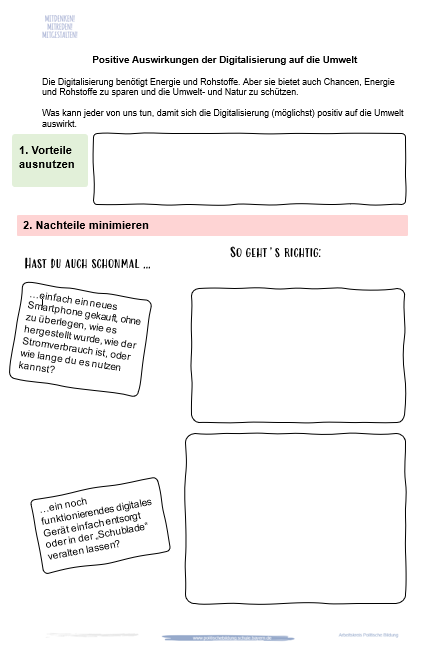 MITDENKEN!
MITREDEN!
MITGESTALTEN!
Positive Auswirkungen der Digitalisierung auf die Umwelt
Die Digitalisierung benötigt Energie und Rohstoffe. Aber sie bietet auch Chancen, Energie
und Rohstoffe zu sparen und die Umwelt- und Natur zu schützen.
Was kann jeder von uns tun, damit sich die Digitalisierung (möglichst) positiv auf die Umwelt
auswirkt.
1. Vorteile
ausnutzen
2. Nachteile minimieren
Hast du auch schonmal ...
So geht's richtig:
...einfach ein neues
Smartphone gekauft, ohne
zu überlegen, wie es
hergestellt wurde, wie der
Stromverbrauch ist, oder
wie lange du es nutzen
kannst?
...ein noch
funktionierendes digitales
Gerät einfach entsorgt
oder in der „Schublade“
veralten lassen?
www.politischebildung.schule.bayern.de
Arbeitskreis Politische Bildung